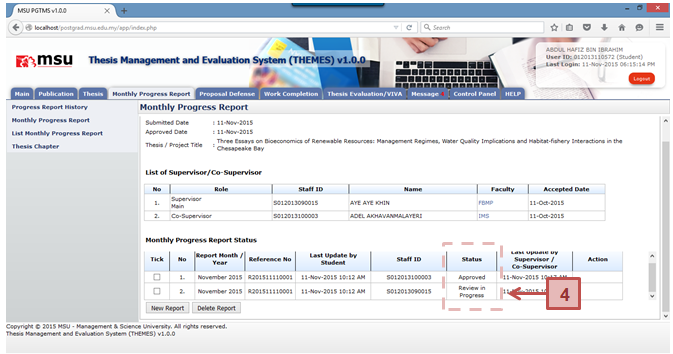 MSU PGTMS v1.0.0
localhost/postgrad.msu.edu.my/app/index.php
Search
msu
Thesis Management and Evaluation System (THEMES) v1.0.0
ABDUL HAFIZ BIN IBRAHIM
User ID: 012013110572 (Student)
Last Login: 11-Nov-2015 06:15:14 PM
Logout
Main Publication Thesis Monthly Progress Report Proposal Defense Work Completion Thesis Evaluation/VIVA Message Control Panel HELP
Progress Report History
Monthly Progress Report
List Monthly Progress Report
Thesis Chapter
Monthly Progress Report
Submitted Date : 11-Nov-2015
Approved Date : 11-Nov-2015
Thesis / Project Title : Three Essays on Bioeconomics of Renewable Resources: Management Regimes, Water Quality Implications and Habitat-fishery Interactions in the
Chesapeake Bay
List of Supervisor/Co-Supervisor
No Role Staff ID Name Faculty Accepted Date
1. Supervisor Main S012013090015 AYE AYE KHIN FBMP 11-Oct-2015
2. Co-Supervisor S012013100003 ADEL AKHAVANMALAYERI IMS 11-Oct-2015
Monthly Progress Report Status
Tick No Report Month / Year Reference No Last Update by Student Staff ID Status Last Update by Supervisor / Co-Supervisor Action
1. November 2015 R201511110001 11-Nov-2015 10:12 AM S012013100003 Approved 11-Nov-2015 10:17 AM
2. November 2015 R201511110001 11-Nov-2015 10:12 AM S012013090015 Review in Progress 11-Nov-2015
4
New Report Delete Report
Copyright © 2015 MSU - Management & Science University. All rights reserved.
Thesis Management and Evaluation System (THEMES) v1.0.0